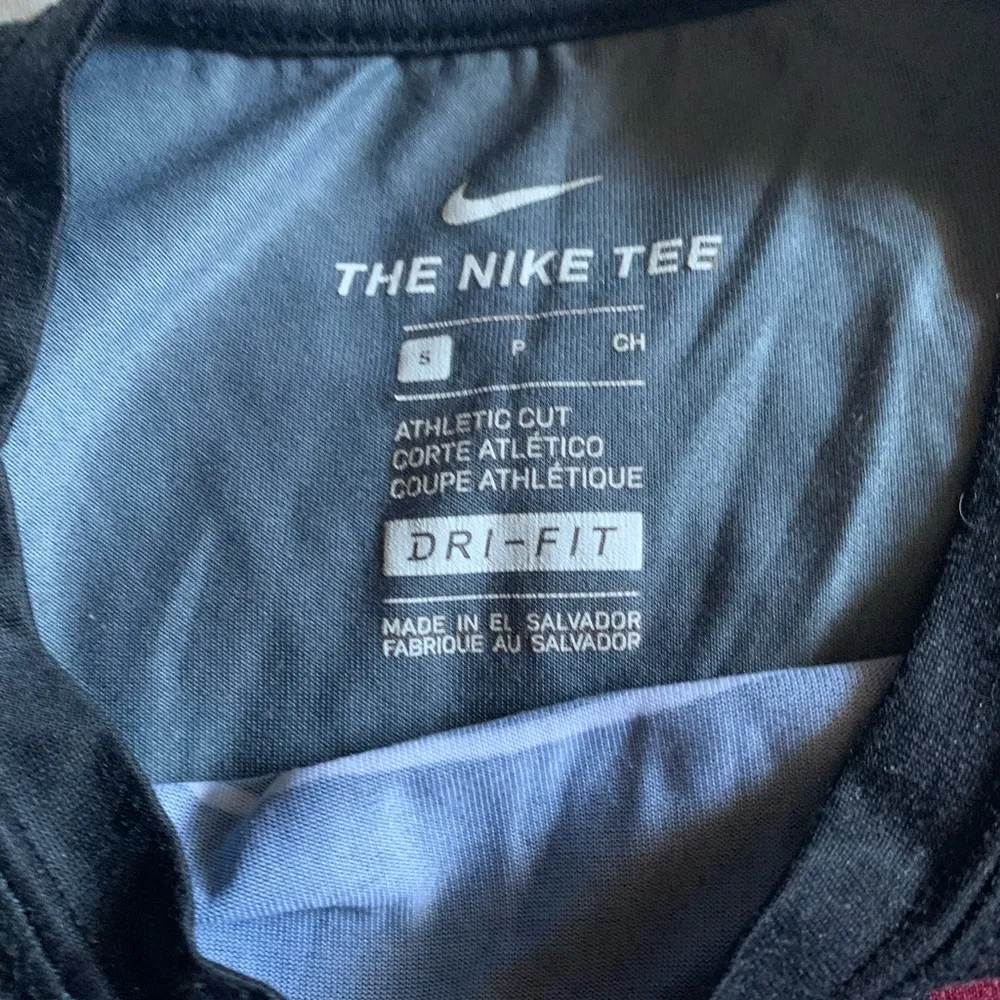 THE NIKE TEE
S P CH
ATHLETIC CUT
CORTE ATLÉTICO
COUPE ATHLÉTIQUE
DRI-FIT
MADE IN EL SALVADOR
FABRIQUE AU SALVADOR